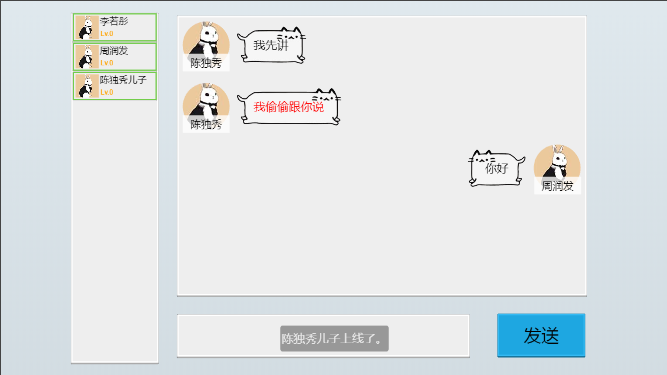 李若彤
Lv.0
周润发
Lv.0
陈独秀儿子
Lv.0
我先讲
陈独秀
我偷偷跟你说
陈独秀
你好
周润发
陈独秀儿子上线了。
发送